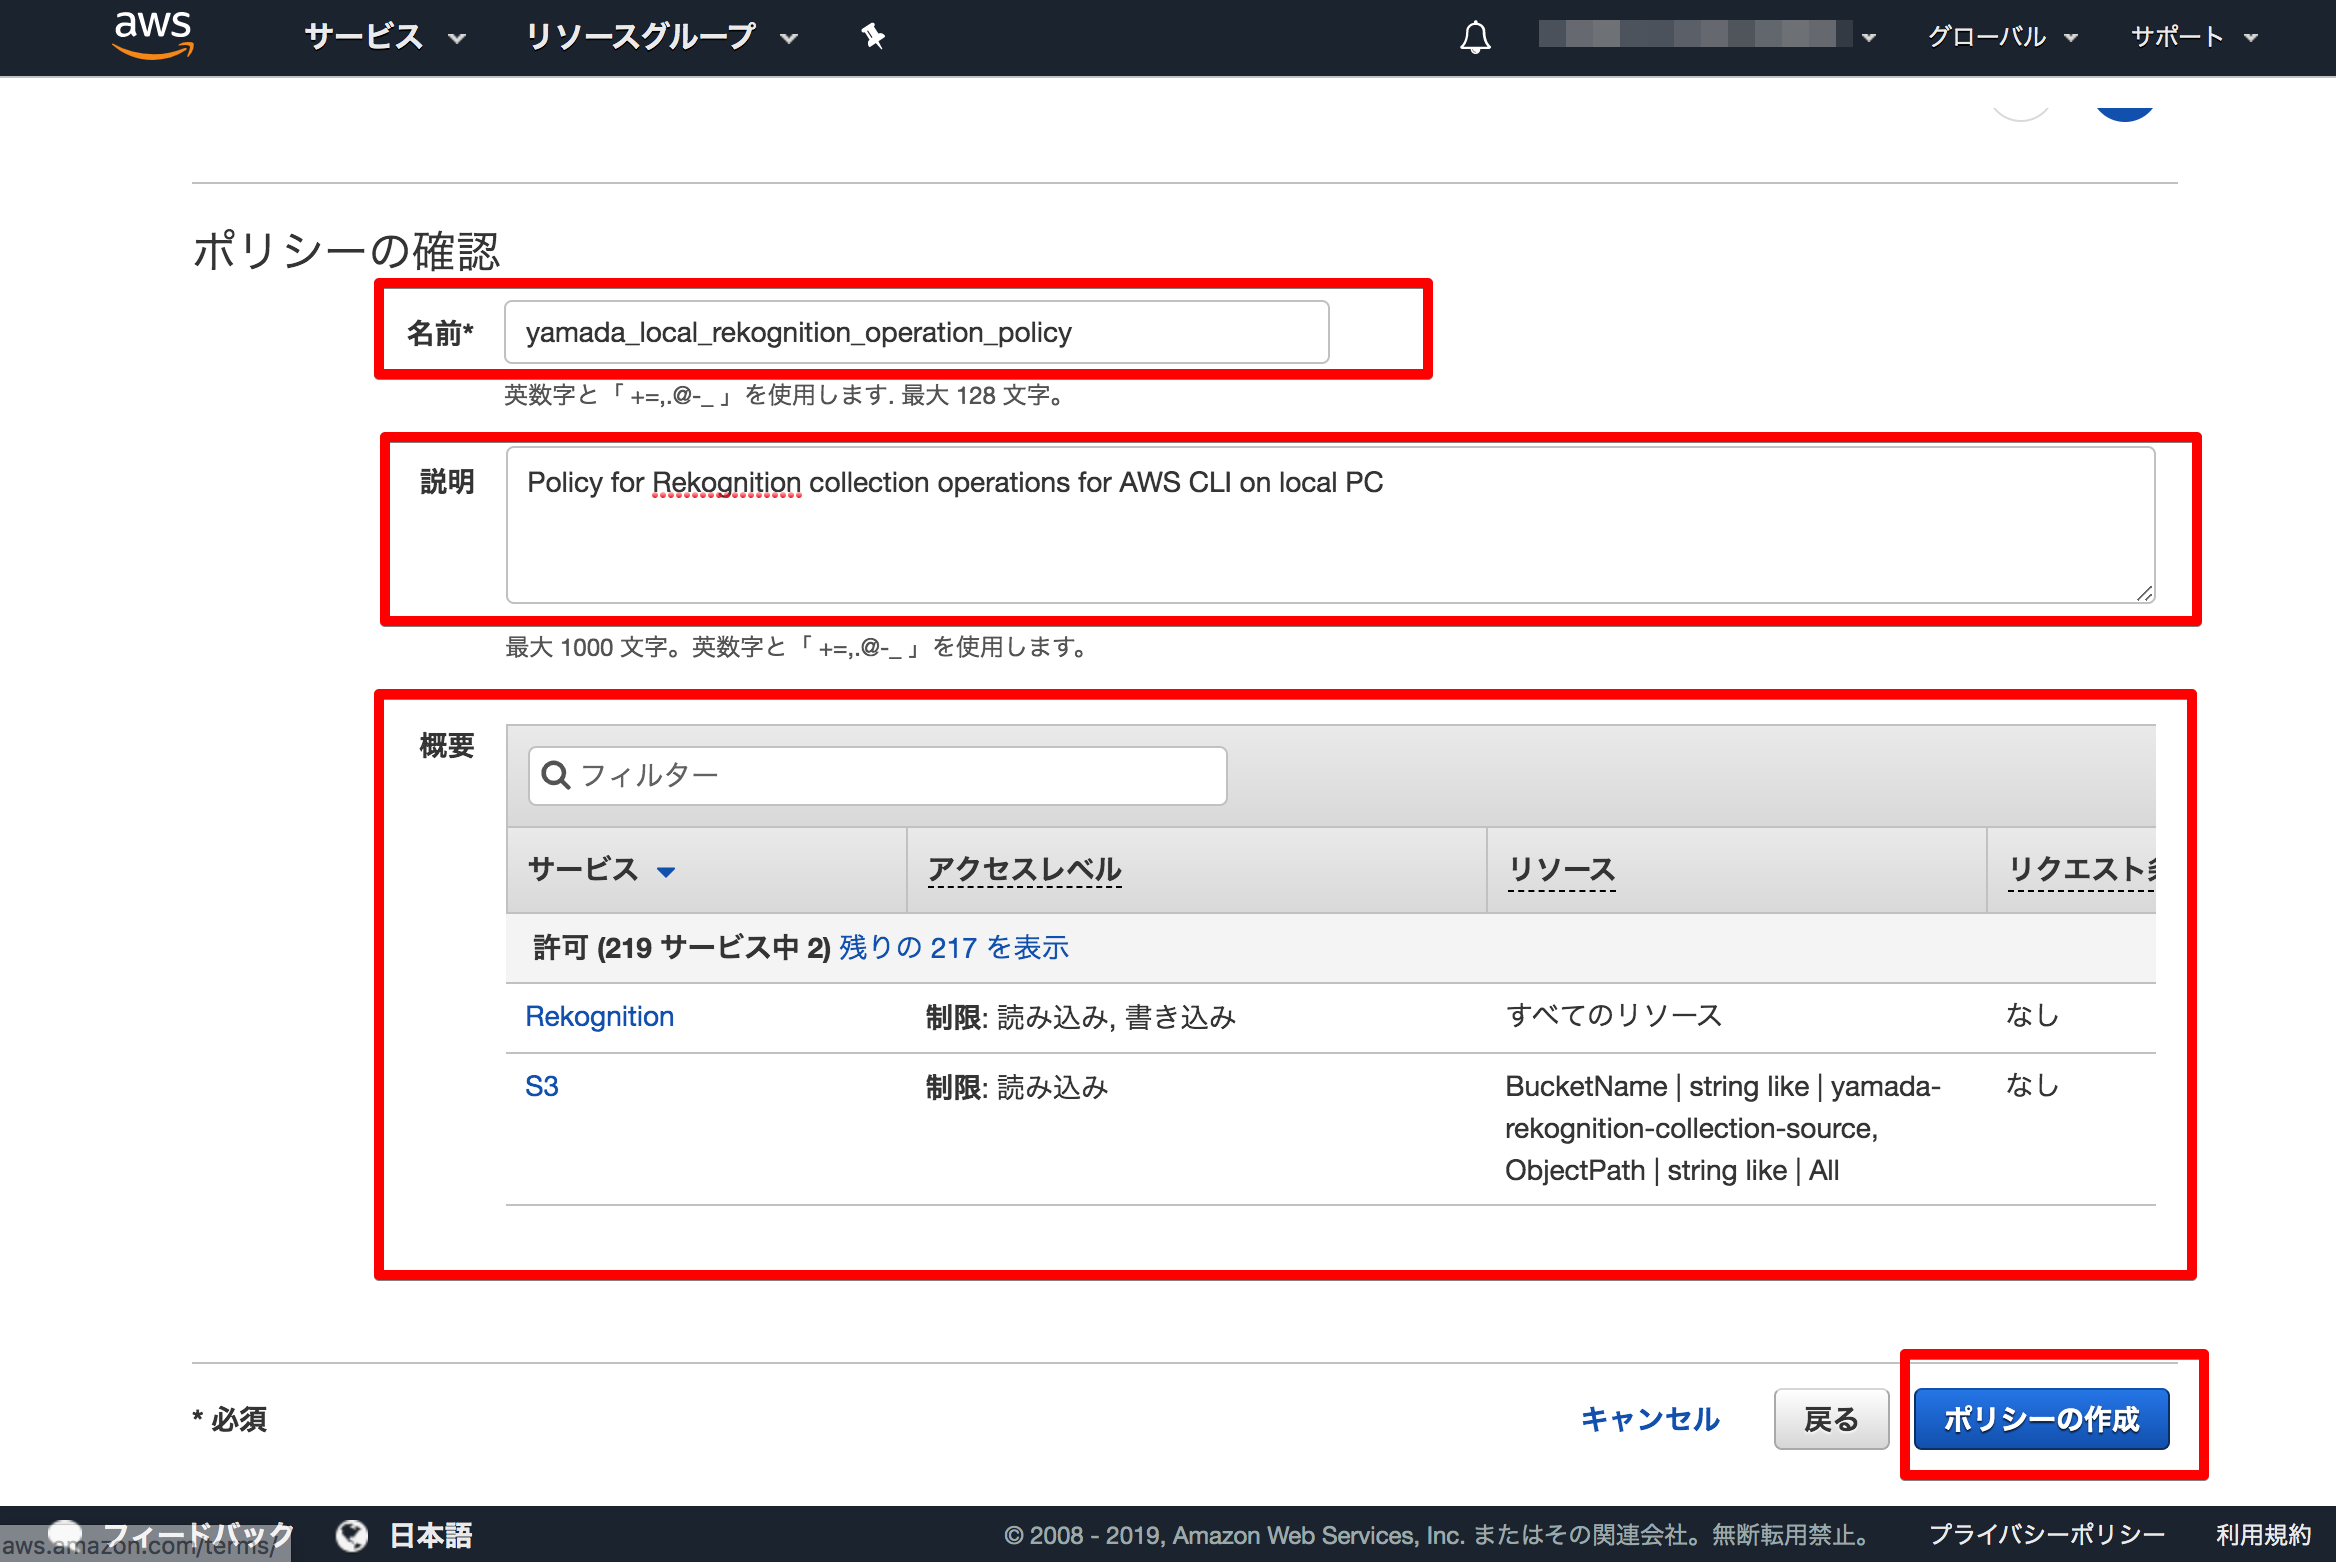 aws サービス リソースグループ グローバル サポート
ポリシーの確認
名前* yamada_local_rekognition_operation_policy
英数字と「 +=,.@-_ 」を使用します. 最大 128 文字。
説明 Policy for Rekognition collection operations for AWS CLI on local PC
最大 1000 文字。英数字と「 +=,.@-_ 」を使用します。
概要 フィルター
サービス アクセスレベル リソース リクエスト
許可 (219 サービス中 2) 残りの 217 を表示
Rekognition 制限: 読み込み, 書き込み すべてのリソース なし
S3 制限: 読み込み BucketName | string like | yamada- なし
rekognition-collection-source,
ObjectPath | string like | All
* 必須 キャンセル 戻る ポリシーの作成
フィードバック 日本語 © 2008 - 2019, Amazon Web Services, Inc. またはその関連会社。無断転用禁止。 プライバシーポリシー 利用規約
aws.amazon.com/terms/